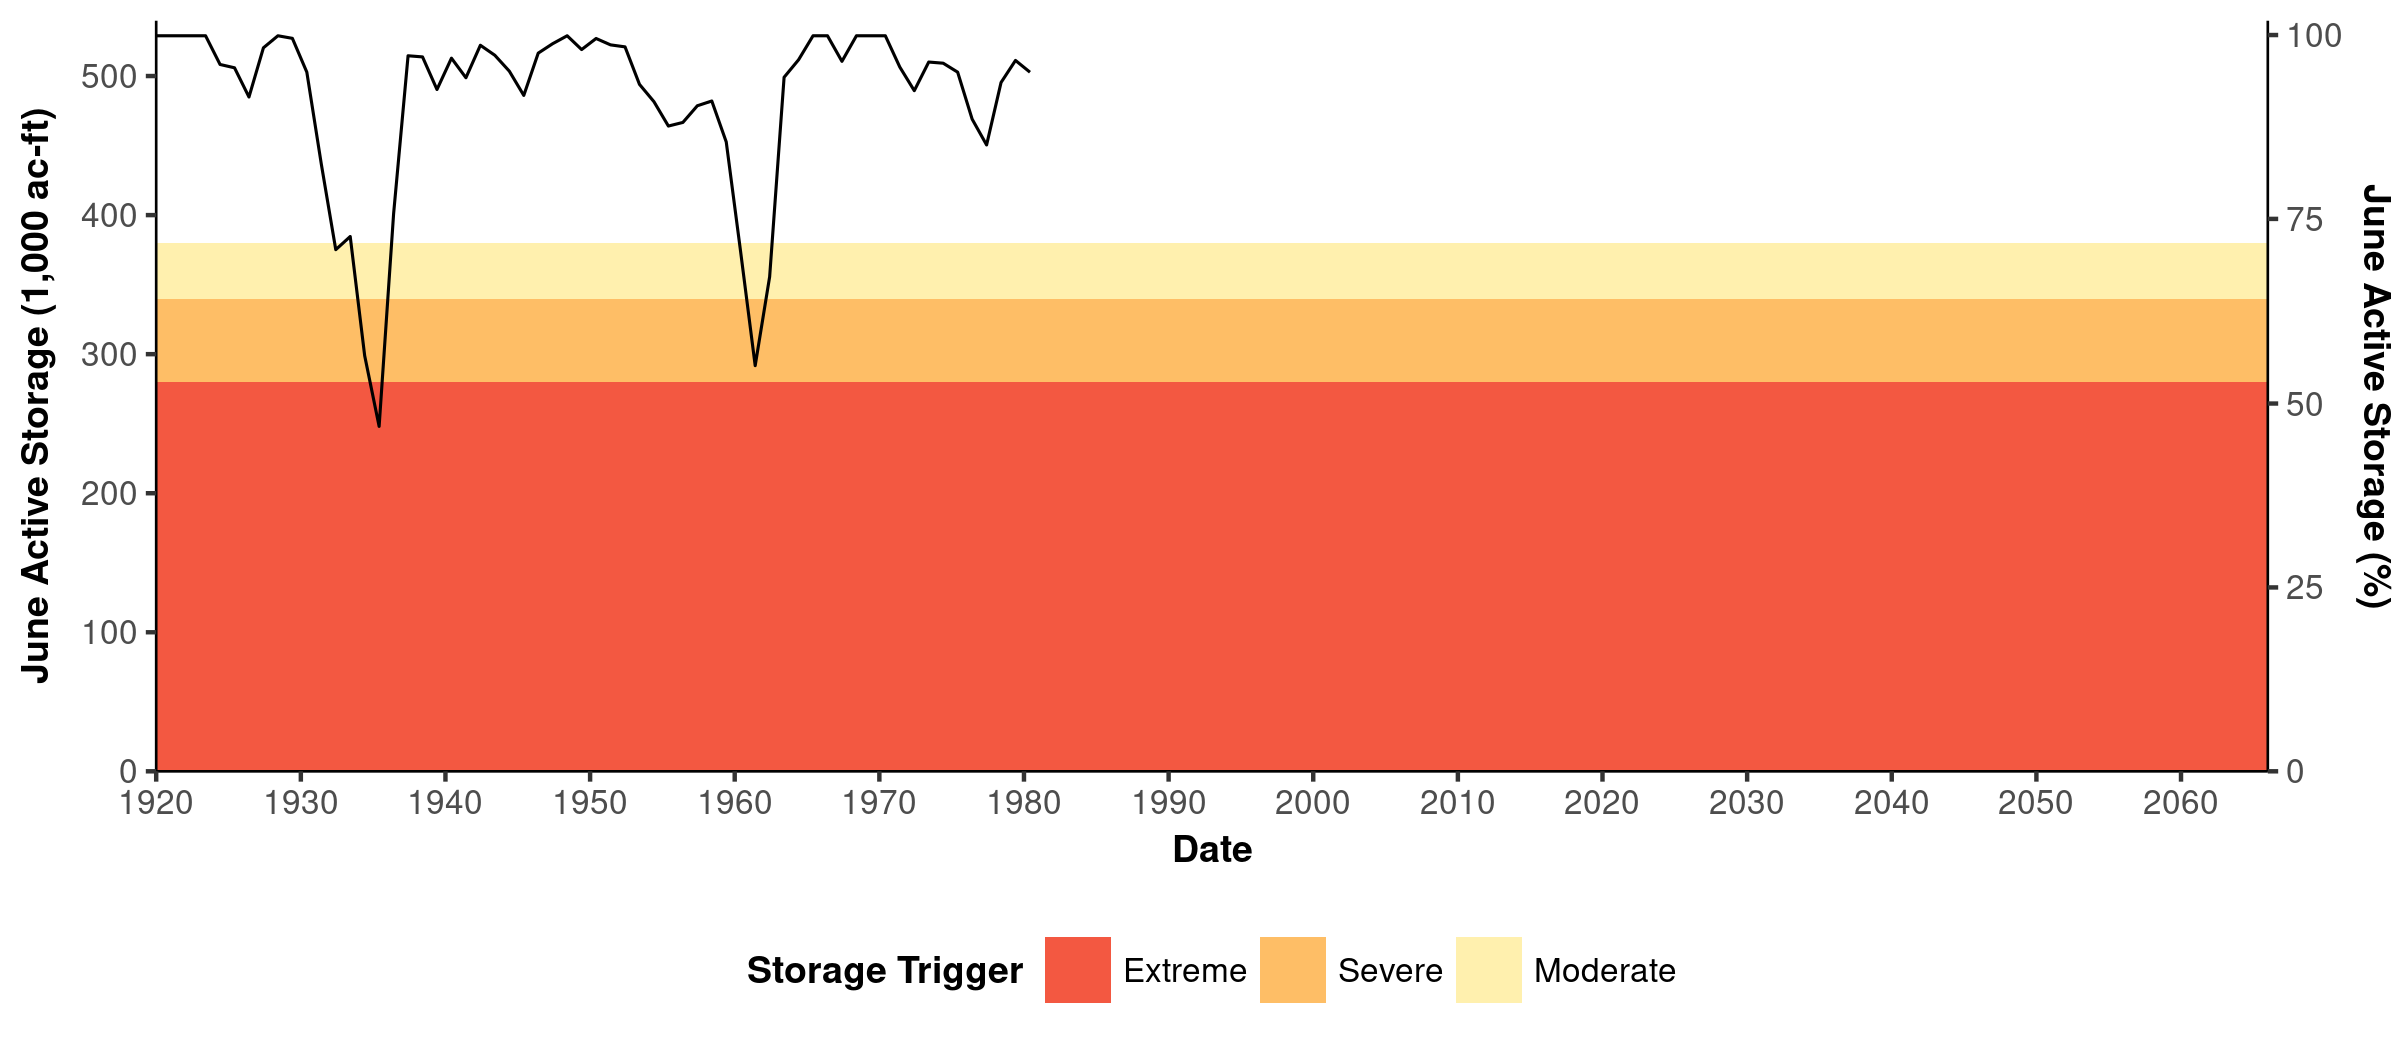 June Active Storage (1,000 ac-ft)
500
400
300
200
100
0
100
75
50
25
0
June Active Storage (%)
1920 1930 1940 1950 1960 1970 1980 1990 2000 2010 2020 2030 2040 2050 2060
Date
Storage Trigger Extreme Severe Moderate